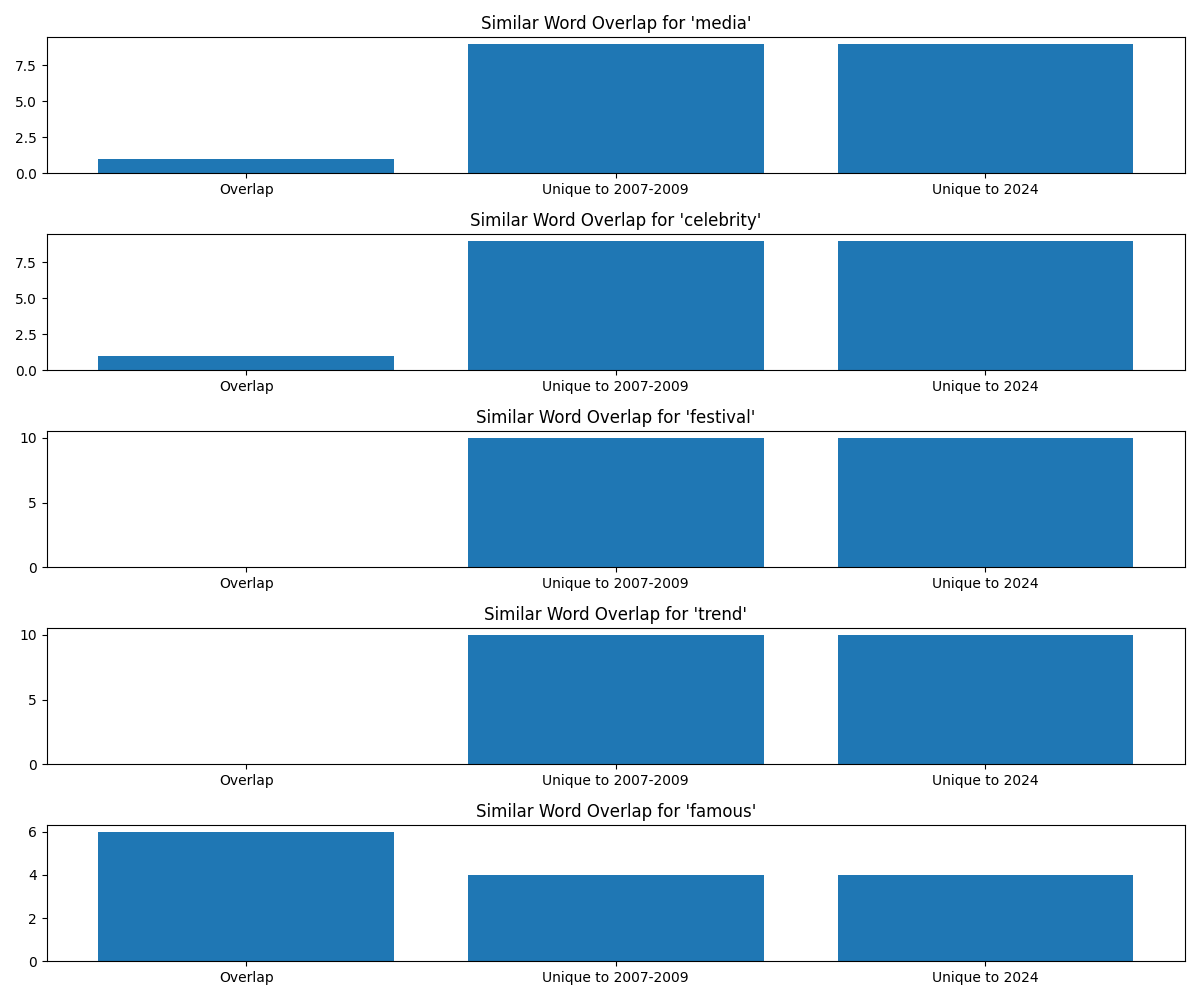 Similar Word Overlap for 'media'
7.5
5.0
2.5
0.0
Overlap Unique to 2007-2009 Unique to 2024
Similar Word Overlap for 'celebrity'
7.5
5.0
2.5
0.0
Overlap Unique to 2007-2009 Unique to 2024
Similar Word Overlap for 'festival'
10
5
0
Overlap Unique to 2007-2009 Unique to 2024
Similar Word Overlap for 'trend'
10
5
0
Overlap Unique to 2007-2009 Unique to 2024
Similar Word Overlap for 'famous'
6
4
2
0
Overlap Unique to 2007-2009 Unique to 2024